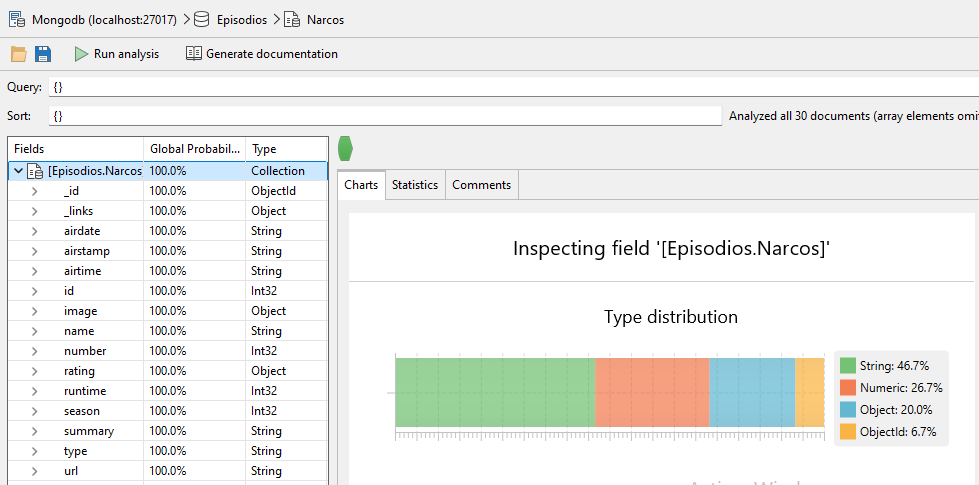 Mongodb (localhost:27017) Episodios Narcos
Run analysis Generate documentation
Query: {}
Sort: {} Analyzed all 30 documents (array elements omi
Fields Global Probabil... Type
[Episodios.Narcos 100.0% Collection
_id 100.0% ObjectId
_links 100.0% Object
airdate 100.0% String
airstamp 100.0% String
airtime 100.0% String
id 100.0% Int32
image 100.0% Object
name 100.0% String
number 100.0% Int32
rating 100.0% Object
runtime 100.0% Int32
season 100.0% Int32
summary 100.0% String
type 100.0% String
url 100.0% String
Charts Statistics Comments
Inspecting field '[Episodios.Narcos]'
Type distribution
String: 46.7%
Numeric: 26.7%
Object: 20.0%
ObjectId: 6.7%